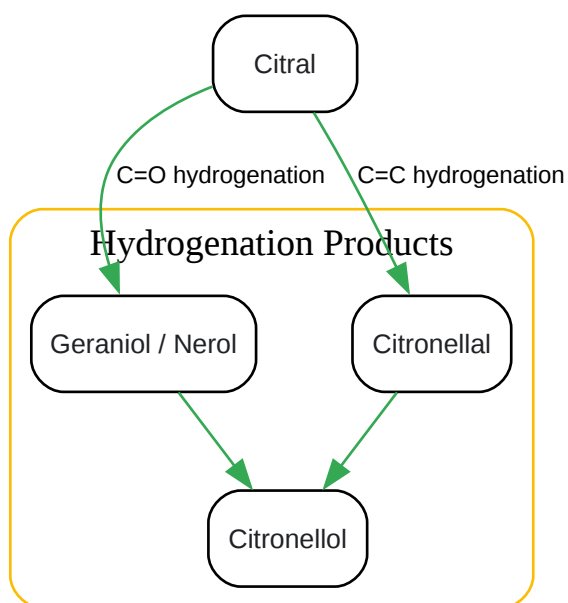 Citral
C=O hydrogenation
C=C hydrogenation
Hydrogenation Products
Geraniol / Nerol
Citronellal
Citronellol